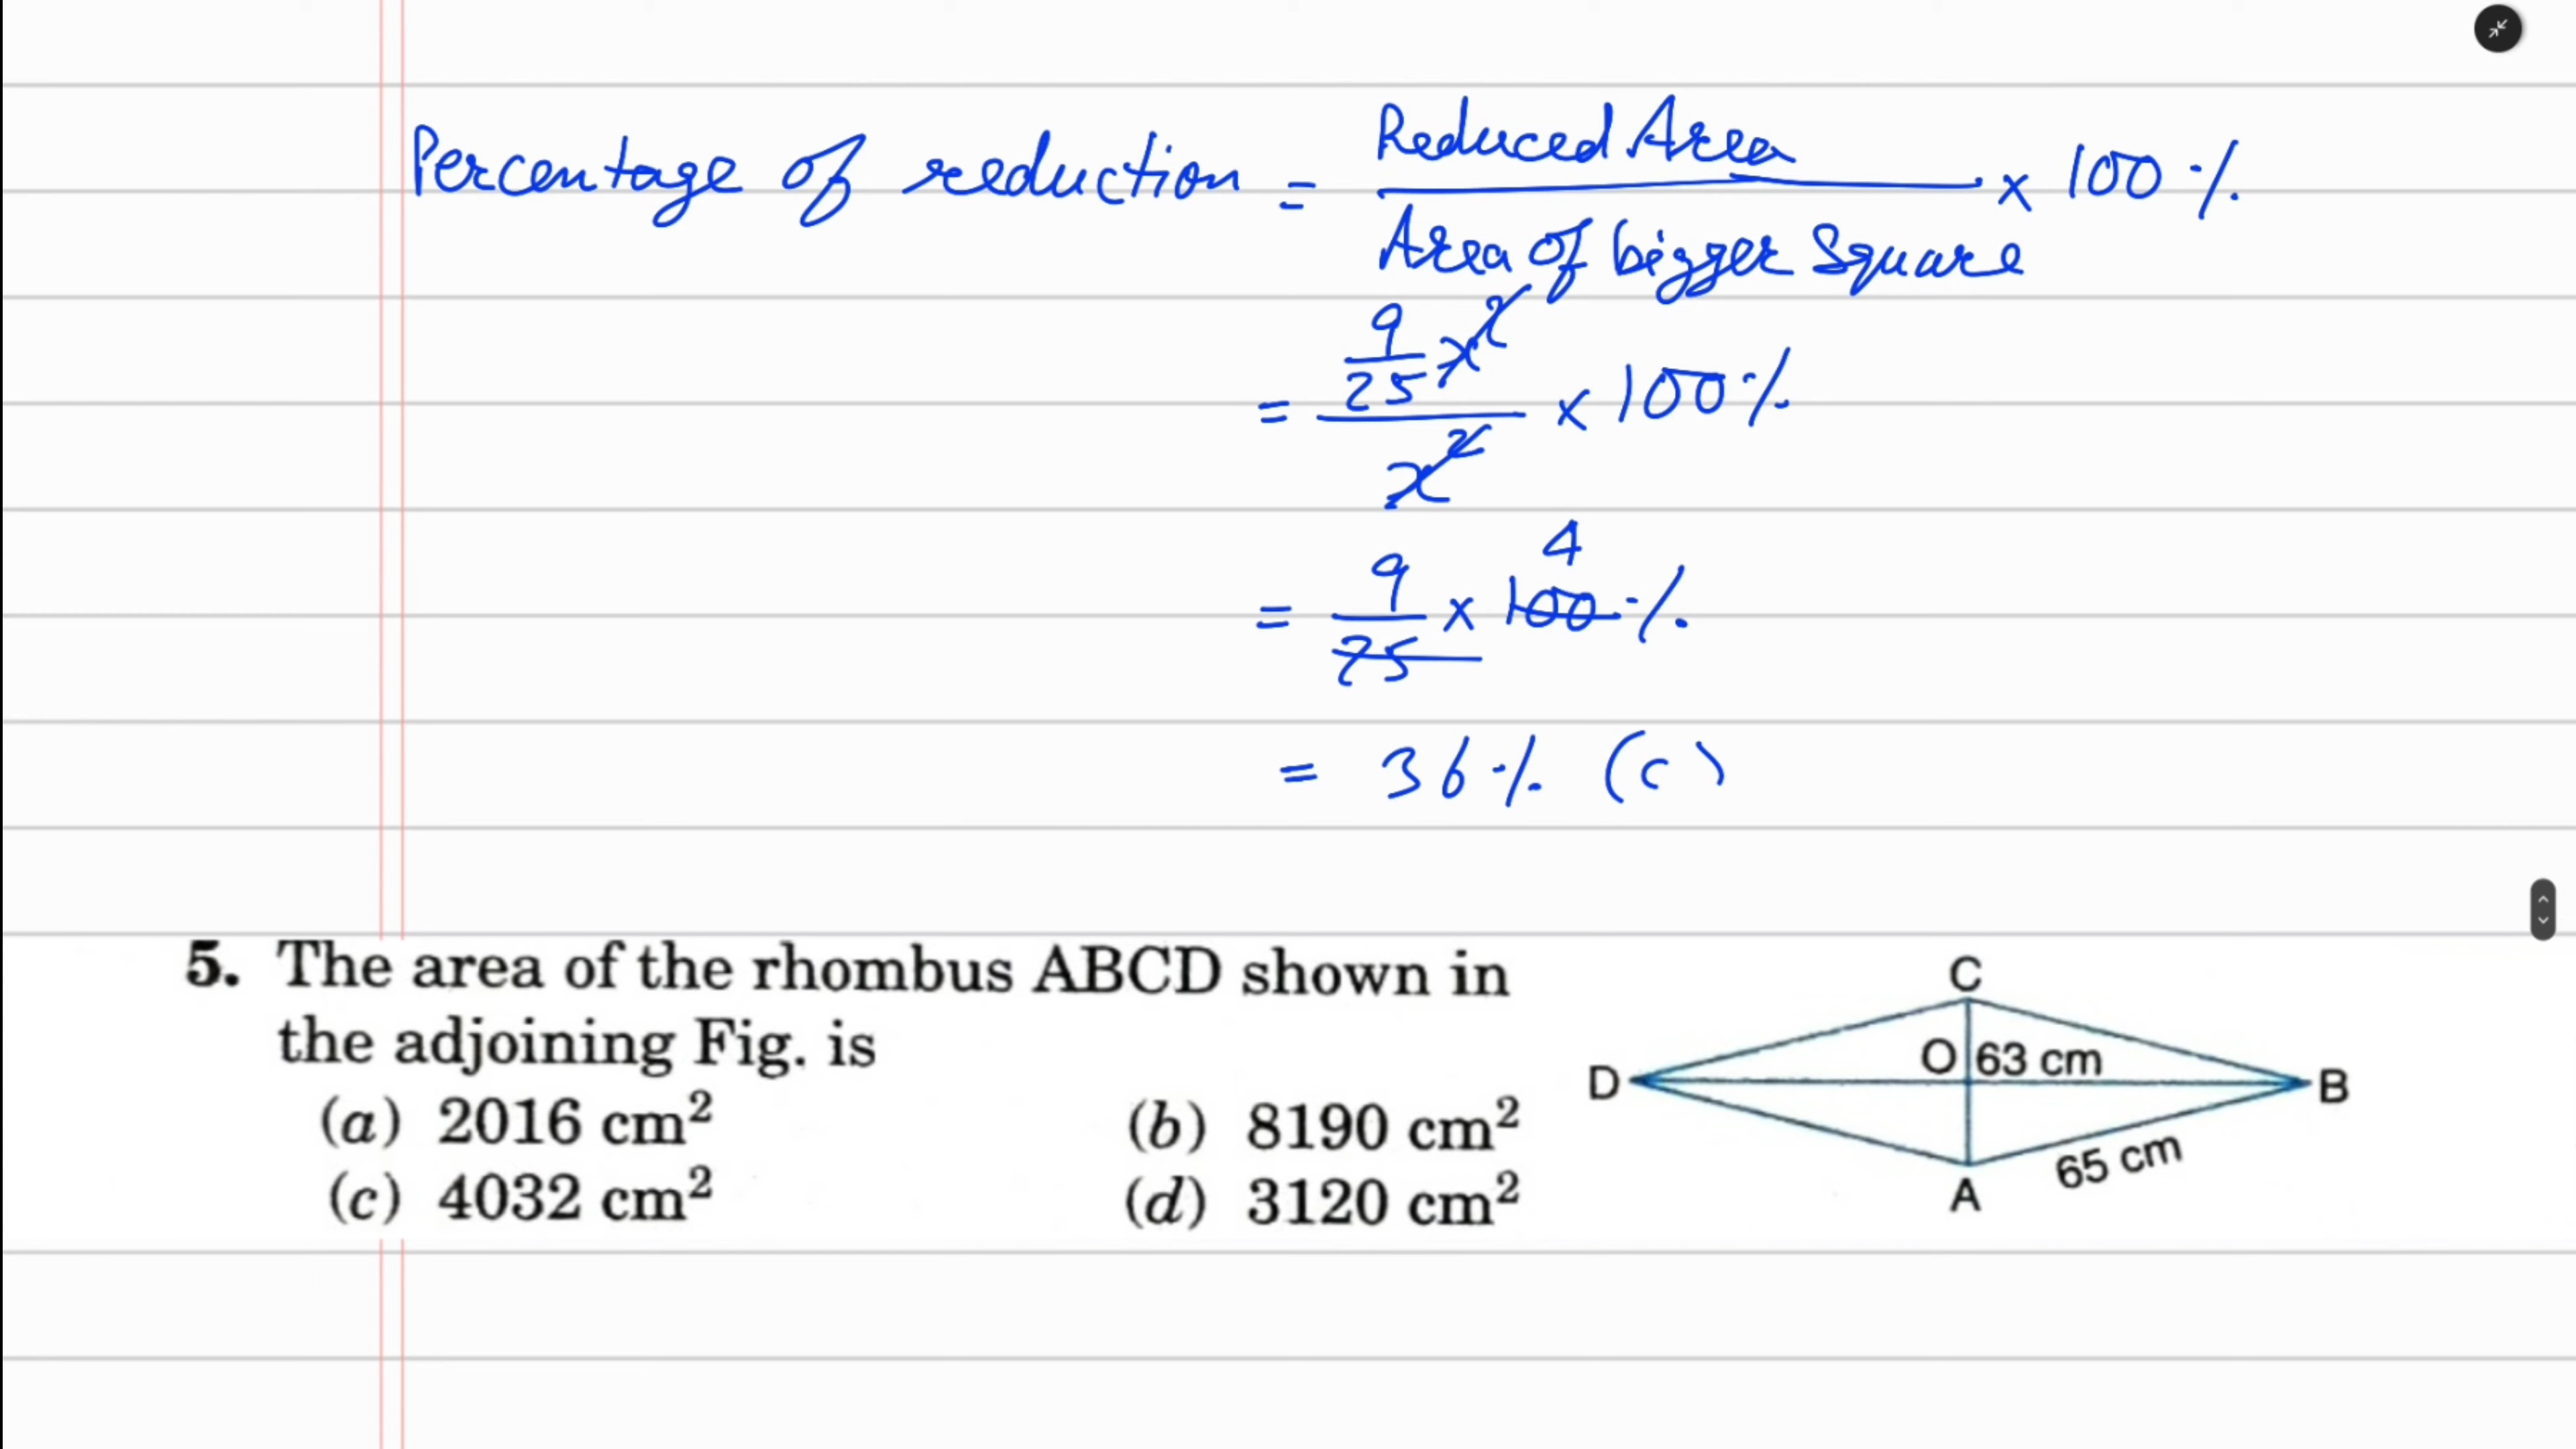 Percentage of reduction = Reduced Area / Area of bigger Square × 100 %
= 9/25 x² / x² × 100 %
4
= 9/25 × 100 %
= 36 % (c)
5. The area of the rhombus ABCD shown in
the adjoining Fig. is
(a) 2016 cm² (b) 8190 cm²
(c) 4032 cm² (d) 3120 cm²
C
O 63 cm
D B
65 cm
A